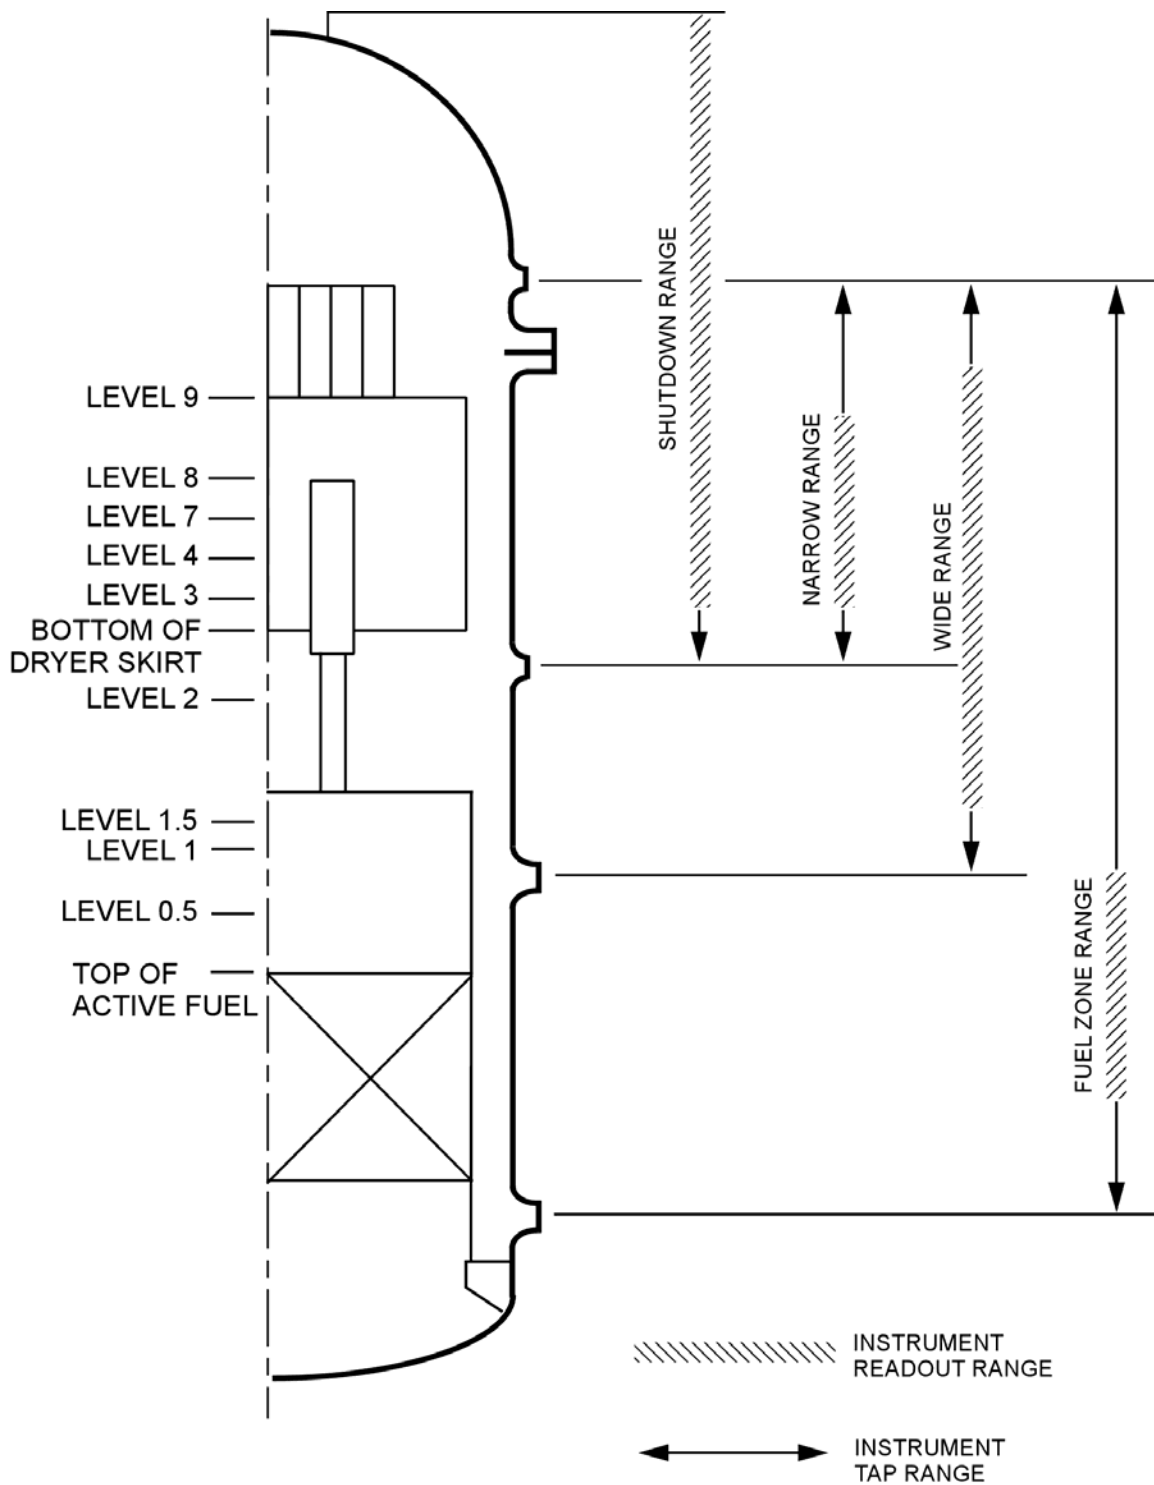 LEVEL 9
LEVEL 8
LEVEL 7
LEVEL 4
LEVEL 3
BOTTOM OF
DRYER SKIRT
LEVEL 2
LEVEL 1.5
LEVEL 1
LEVEL 0.5
TOP OF
ACTIVE FUEL
SHUTDOWN RANGE
NARROW RANGE
WIDE RANGE
FUEL ZONE RANGE
INSTRUMENT
READOUT RANGE
INSTRUMENT
TAP RANGE